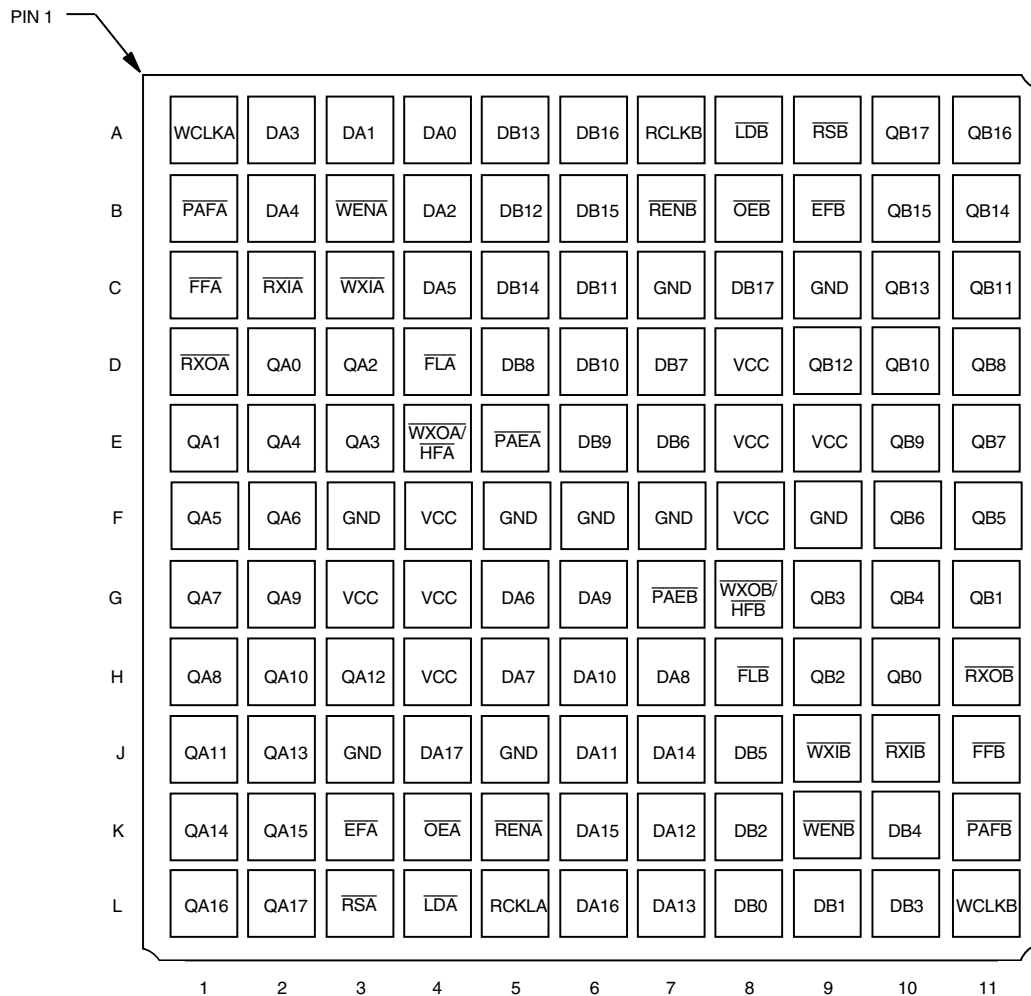 PIN 1
A WCLKA DA3 DA1 DA0 DB13 DB16 RCLKB LDB RSB QB17 QB16
B PAFA DA4 WENA DA2 DB12 DB15 RENB OEB EFB QB15 QB14
C FFA RXIA WXIA DA5 DB14 DB11 GND DB17 GND QB13 QB11
D RXOA QA0 QA2 FLA DB8 DB10 DB7 VCC QB12 QB10 QB8
E QA1 QA4 QA3 WXOA/ HFA PAEA DB9 DB6 VCC VCC QB9 QB7
F QA5 QA6 GND VCC GND GND GND VCC GND QB6 QB5
G QA7 QA9 VCC VCC DA6 DA9 PAEB WXOB/ HFB QB3 QB4 QB1
H QA8 QA10 QA12 VCC DA7 DA10 DA8 FLB QB2 QB0 RXOB
J QA11 QA13 GND DA17 GND DA11 DA14 DB5 WXIB RXIB FFB
K QA14 QA15 EFA OEA RENA DA15 DA12 DB2 WENB DB4 PAFB
L QA16 QA17 RSA LDA RCKLA DA16 DA13 DB0 DB1 DB3 WCLKB
1 2 3 4 5 6 7 8 9 10 11